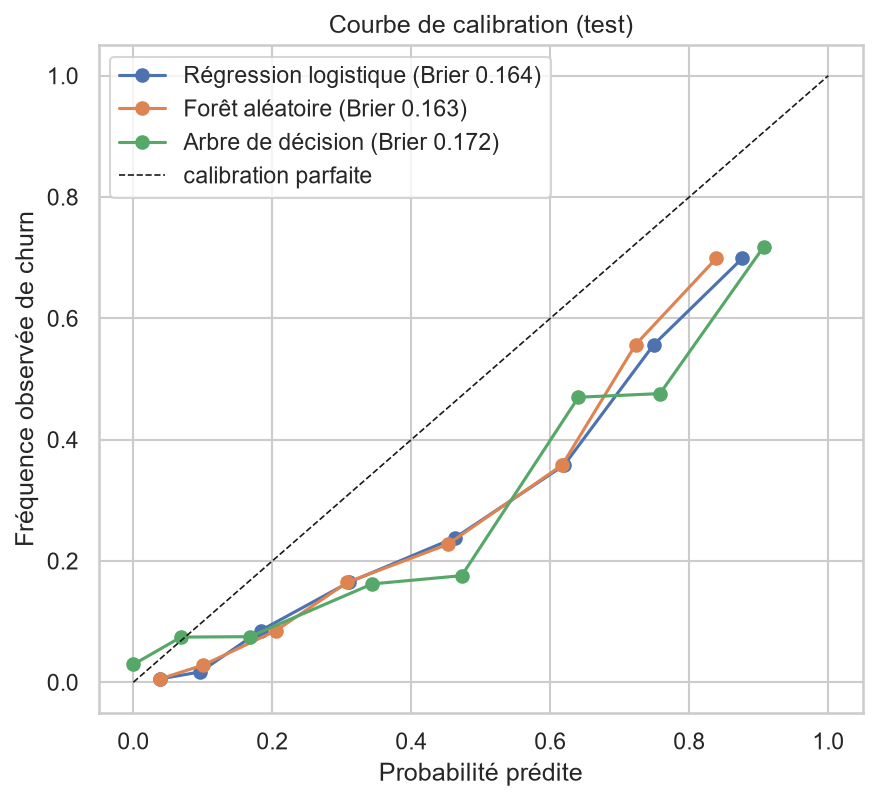 Courbe de calibration (test)
Régression logistique (Brier 0.164)
Forêt aléatoire (Brier 0.163)
Arbre de décision (Brier 0.172)
calibration parfaite
Fréquence observée de churn
1.0
0.8
0.6
0.4
0.2
0.0
0.0 0.2 0.4 0.6 0.8 1.0
Probabilité prédite